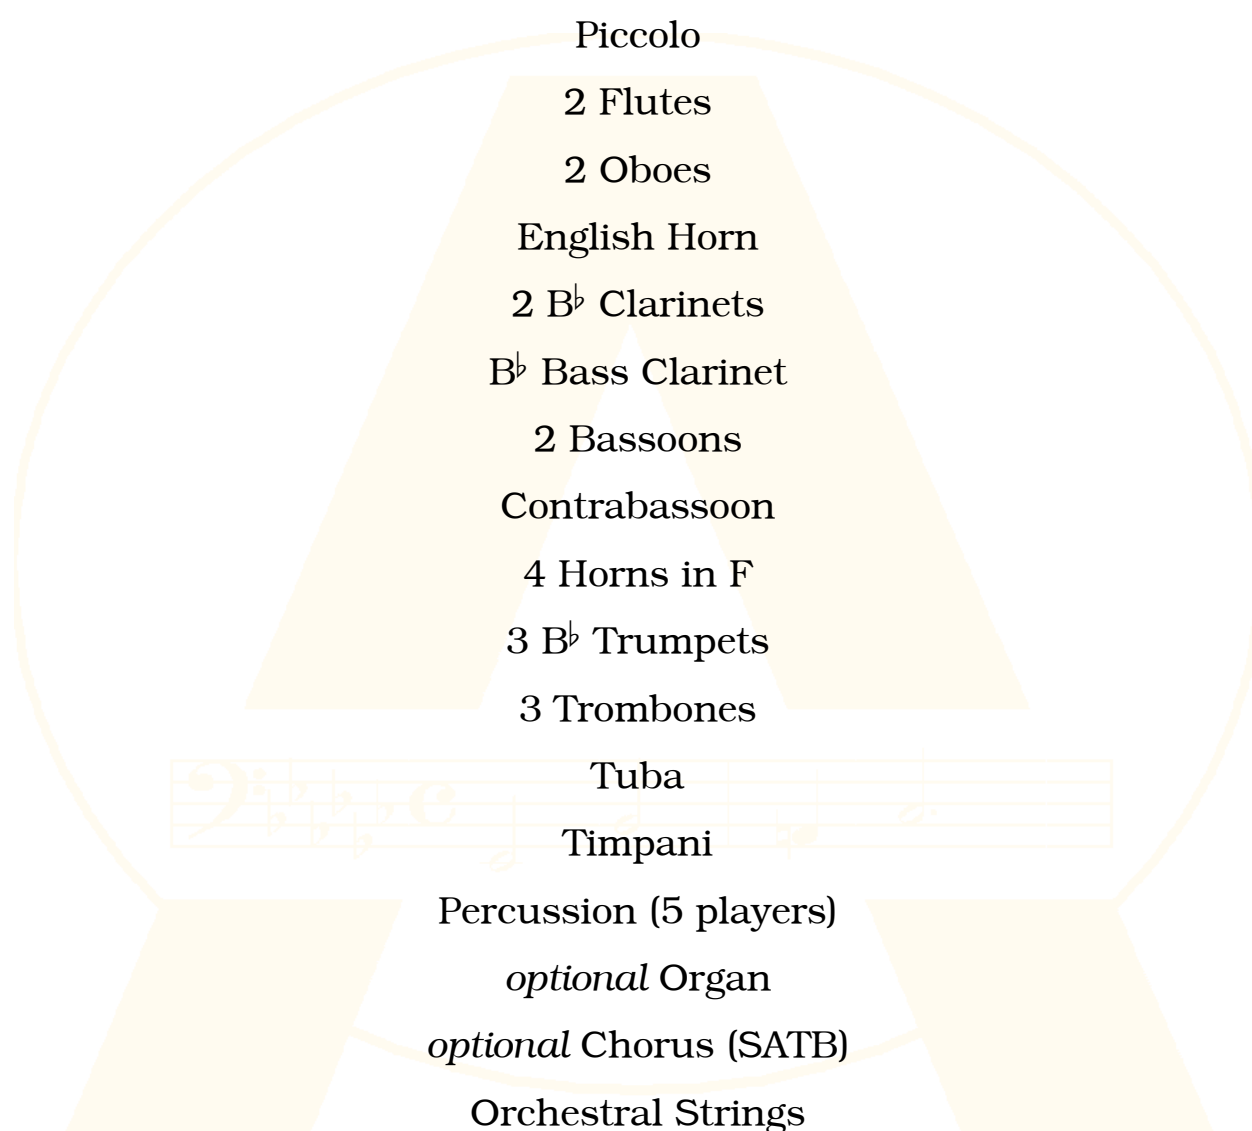 Piccolo
2 Flutes
2 Oboes
English Horn
2 B♭ Clarinets
B♭ Bass Clarinet
2 Bassoons
Contrabassoon
4 Horns in F
3 B♭ Trumpets
3 Trombones
Tuba
Timpani
Percussion (5 players)
optional Organ
optional Chorus (SATB)
Orchestral Strings